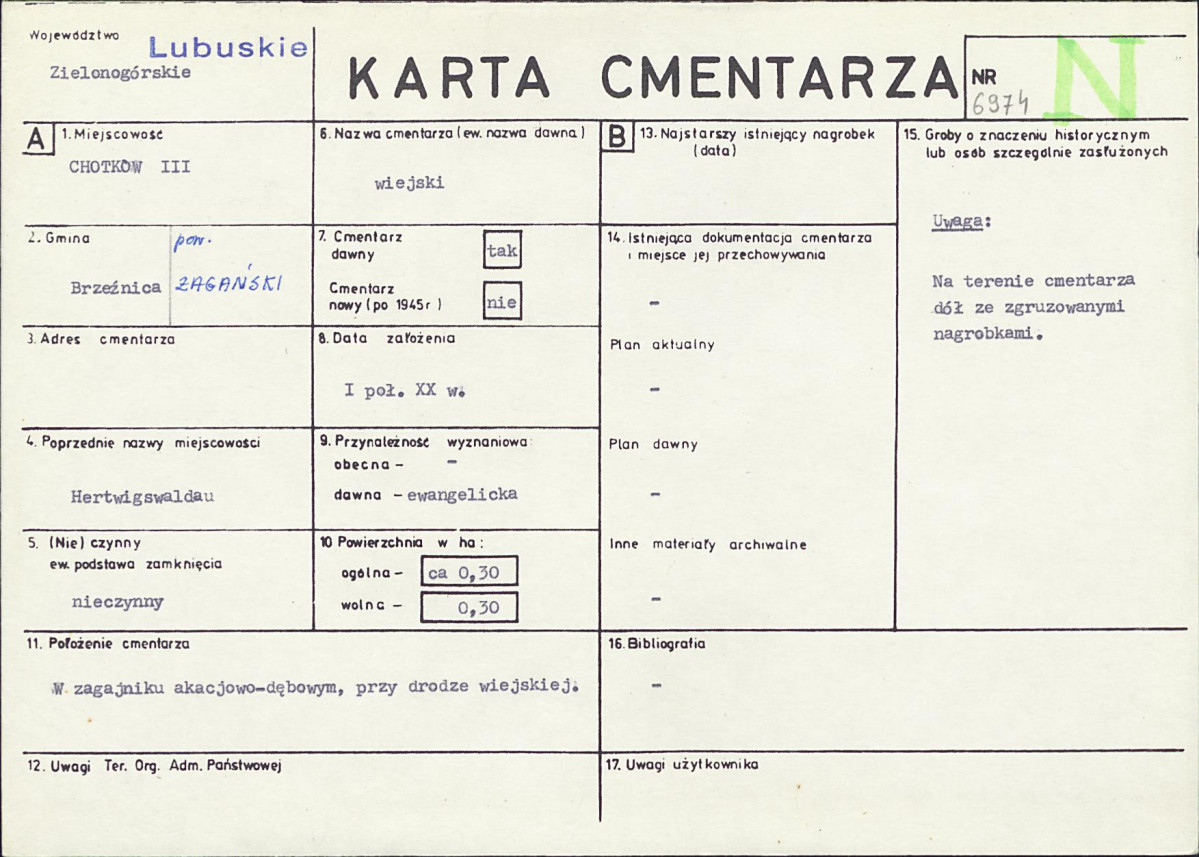 Województwo
Lubuskie
Zielonogórskie
KARTA CMENTARZA
NR
6974
N
A
1. Miejscowość
CHOTKÓW III
2. Gmina
pow.
Brzeźnica
ŻAGAŃSKI
3. Adres cmentarza
4. Poprzednie nazwy miejscowości
Hertwigswaldau
5. (Nie) czynny
ew. podstawa zamknięcia
nieczynny
6. Nazwa cmentarza (ew. nazwa dawna)
wiejski
7. Cmentarz
dawny
tak
Cmentarz
nowy (po 1945r)
nie
8. Data założenia
I poł. XX w.
9. Przynależność wyznaniowa
obecna - -
dawna - ewangelicka
10 Powierzchnia w ha:
ogólna - ca 0,30
wolna - 0,30
11. Położenie cmentarza
W zagajniku akacjowo-dębowym, przy drodze wiejskiej.
12. Uwagi Ter. Org. Adm. Państwowej
B
13. Najstarszy istniejący nagrobek
(data)
14. Istniejąca dokumentacja cmentarza
i miejsce jej przechowywania
-
Plan aktualny
-
Plan dawny
-
Inne materiały archiwalne
-
15. Groby o znaczeniu historycznym
lub osób szczególnie zasłużonych
Uwaga:
Na terenie cmentarza
dół ze zgruzowanymi
nagrobkami.
16. Bibliografia
-
17. Uwagi użytkownika